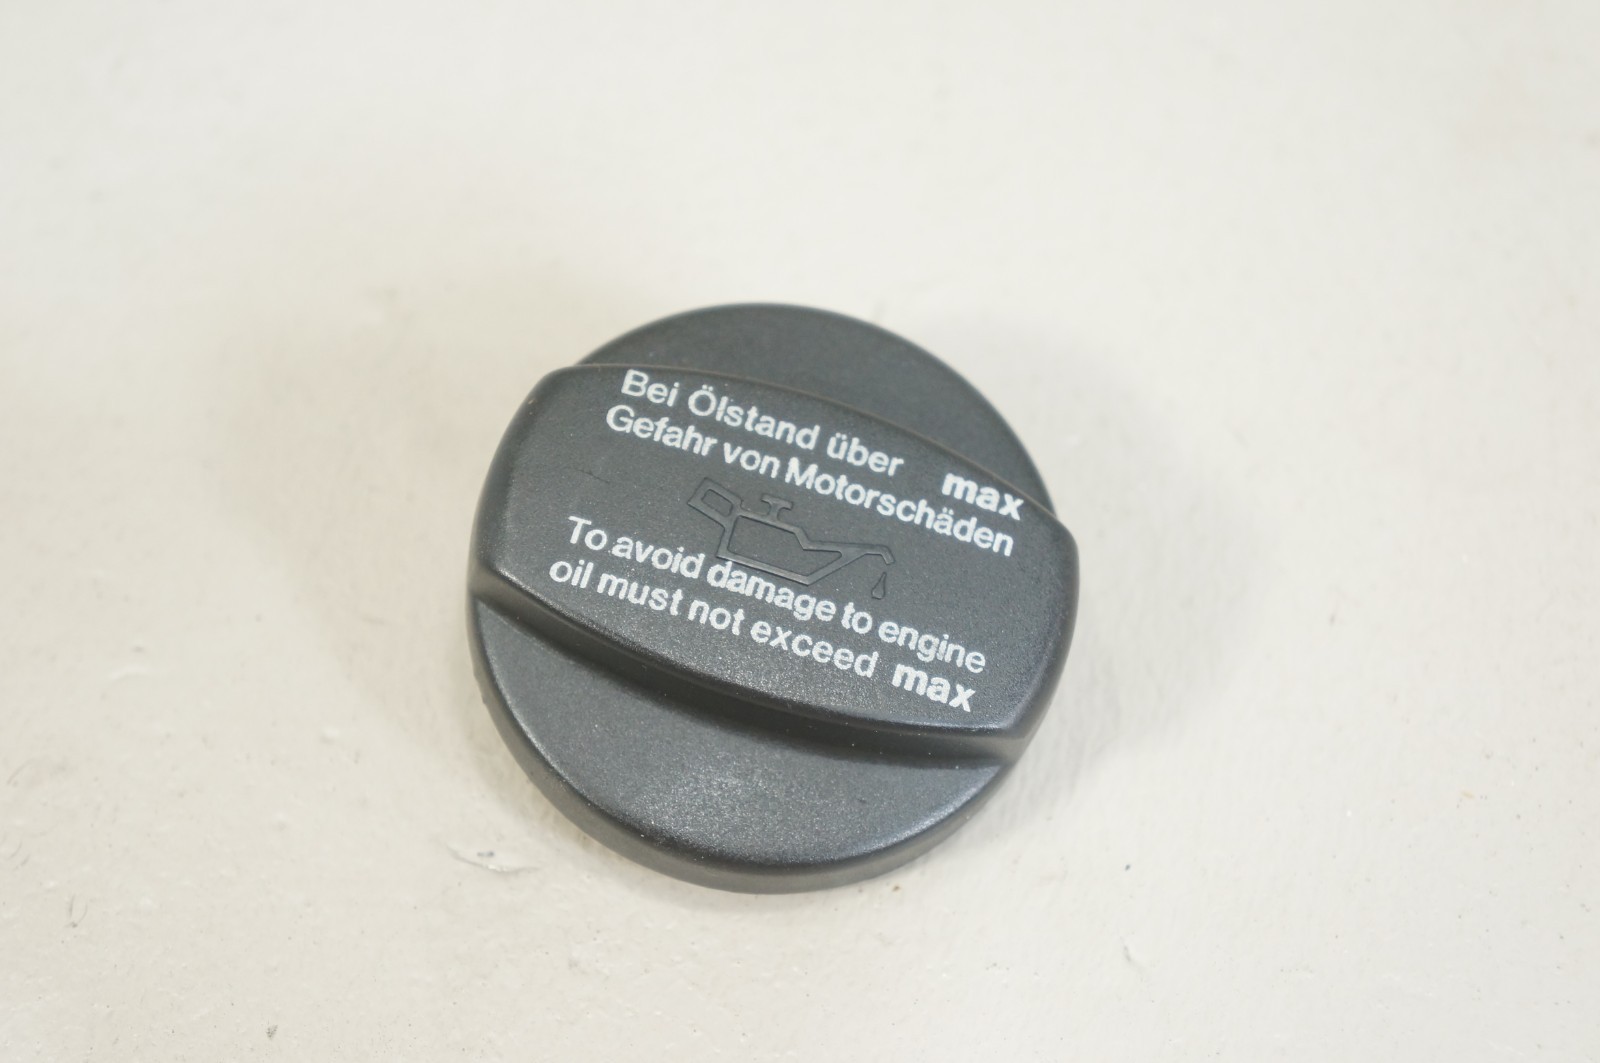 Bei Ölstand über max
Gefahr von Motorschäden
To avoid damage to engine
oil must not exceed max